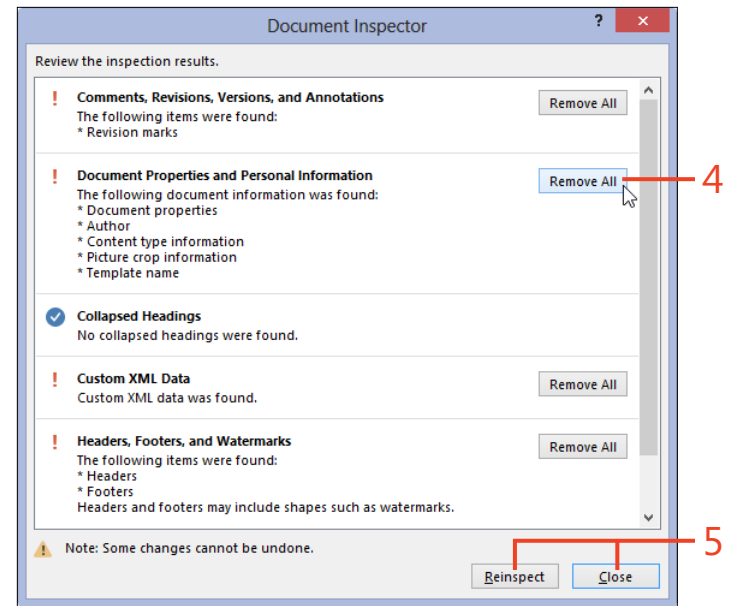 Document Inspector
? ×
Review the inspection results.
! Comments, Revisions, Versions, and Annotations
Remove All
The following items were found:
* Revision marks
! Document Properties and Personal Information
Remove All
4
The following document information was found:
* Document properties
* Author
* Content type information
* Picture crop information
* Template name
Collapsed Headings
No collapsed headings were found.
! Custom XML Data
Remove All
Custom XML data was found.
! Headers, Footers, and Watermarks
Remove All
The following items were found:
* Headers
* Footers
Headers and footers may include shapes such as watermarks.
Note: Some changes cannot be undone.
5
Reinspect
Close